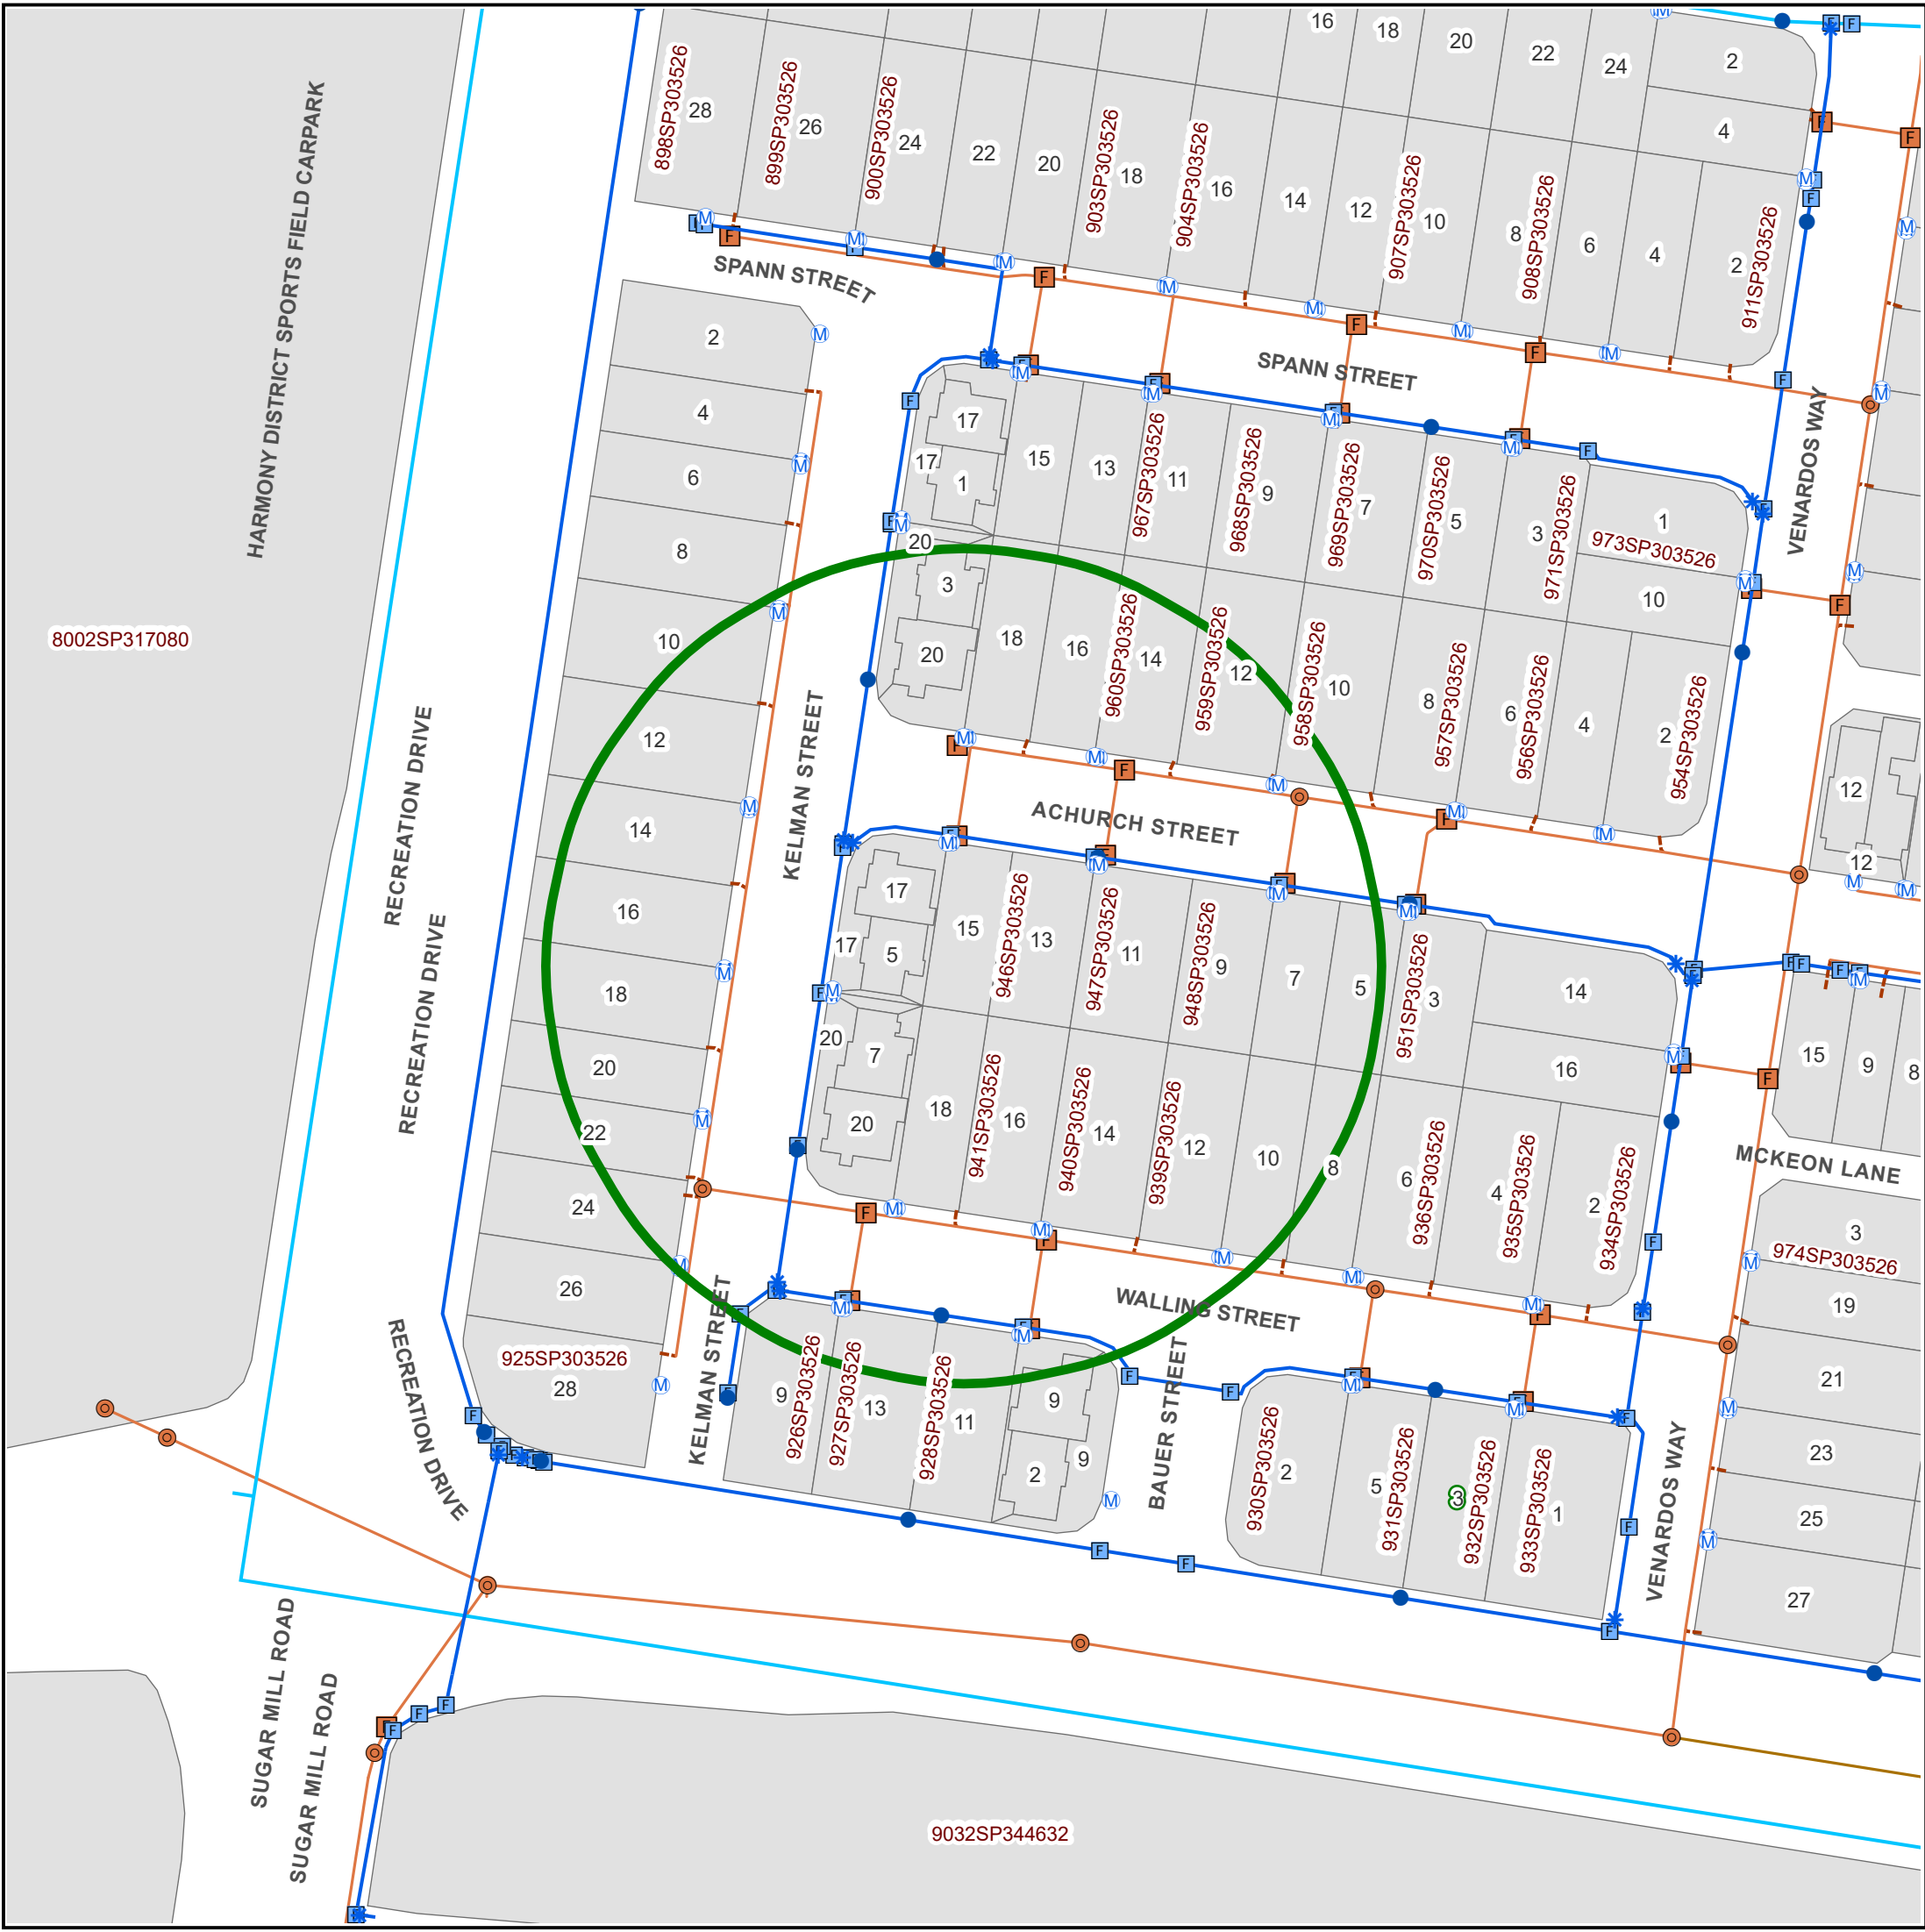 16
18
20
22
24
2
4
898SP303526
28
899SP303526
26
900SP303526
24
22
20
903SP303526
18
904SP303526
16
14
12
907SP303526
10
8
908SP303526
6
4
2
911SP303526
HARMONY DISTRICT SPORTS FIELD CARPARK
SPANN STREET
SPANN STREET
VENARDOS WAY
2
4
6
8
10
12
14
16
18
20
22
24
26
925SP303526
28
17
17
1
15
13
967SP303526
11
968SP303526
9
969SP303526
7
970SP303526
5
3
971SP303526
1
973SP303526
10
20
3
20
18
16
960SP303526
14
959SP303526
12
958SP303526
10
8
957SP303526
6
956SP303526
4
2
954SP303526
8002SP317080
RECREATION DRIVE
RECREATION DRIVE
KELMAN STREET
ACHURCH STREET
12
12
17
17
5
15
946SP303526
13
947SP303526
11
948SP303526
9
7
5
951SP303526
3
14
16
20
7
20
18
941SP303526
16
940SP303526
14
939SP303526
12
10
8
6
936SP303526
4
935SP303526
2
934SP303526
15
9
8
MCKEON LANE
3
974SP303526
19
21
23
25
27
WALLING STREET
KELMAN STREET
BAUER STREET
VENARDOS WAY
RECREATION DRIVE
9
926SP303526
927SP303526
13
928SP303526
11
9
9
2
930SP303526
2
5
931SP303526
3
932SP303526
933SP303526
1
SUGAR MILL ROAD
SUGAR MILL ROAD
9032SP344632